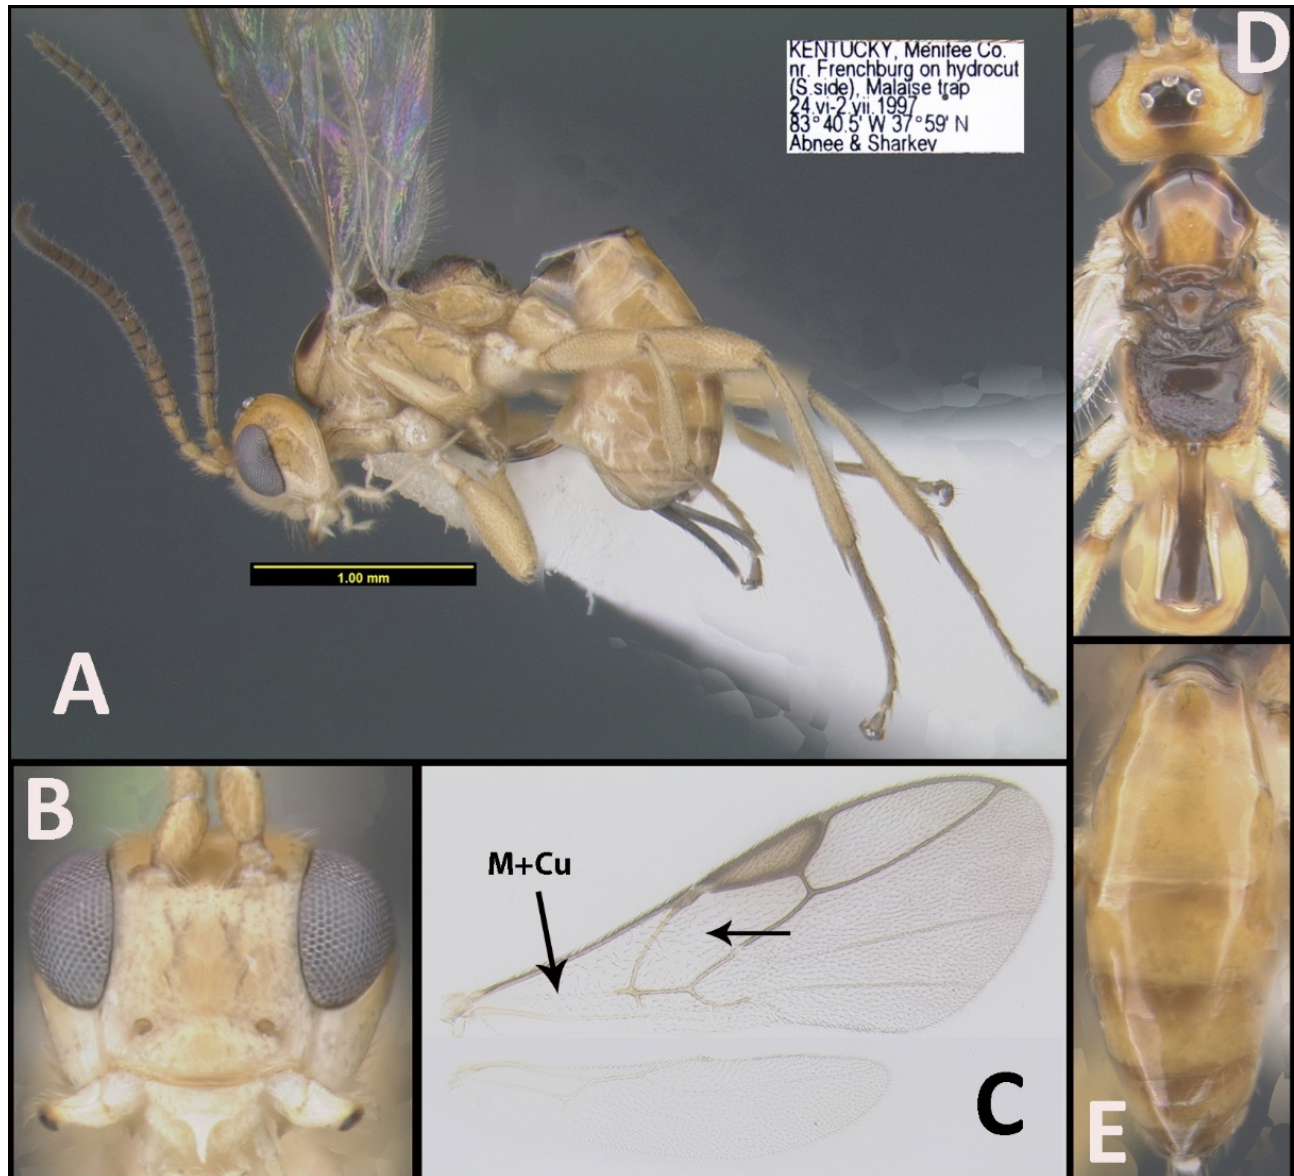 KENTUCKY, Menifee Co.
nr. Frenchburg on hydrocut
(S.side), Malaise trap
24.vi-2.vii.1997
83°40.5' W 37°59' N
Abnee & Sharkey
D
1.00 mm
A
B
M+Cu
C
E